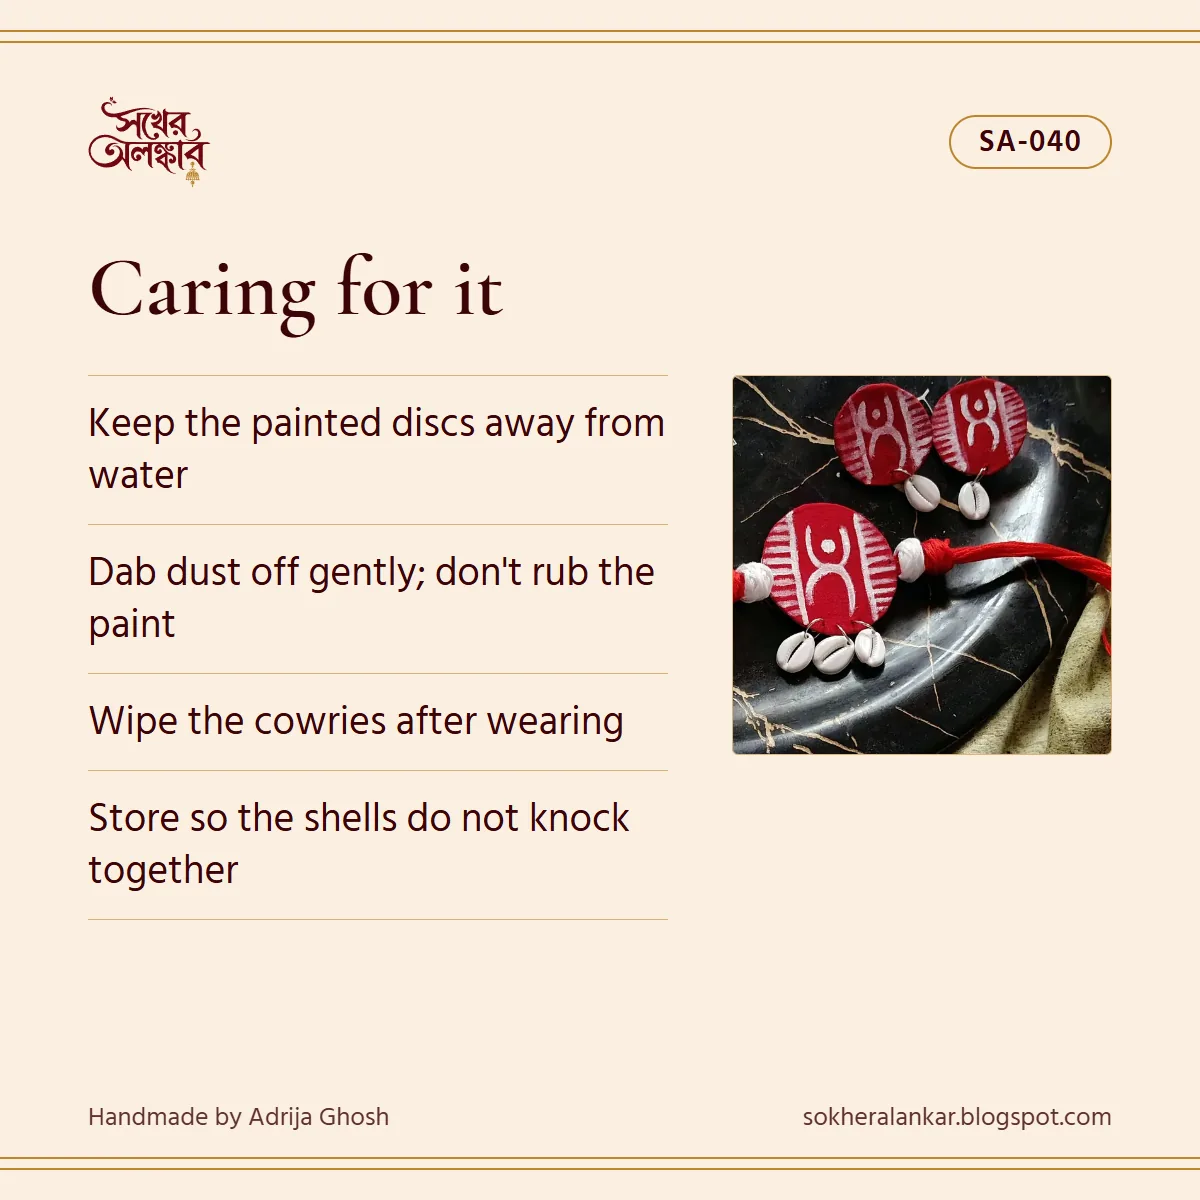 সখের
অলঙ্কার
SA-040
Caring for it
Keep the painted discs away from
water
Dab dust off gently; don't rub the
paint
Wipe the cowries after wearing
Store so the shells do not knock
together
Handmade by Adrija Ghosh
sokheralankar.blogspot.com